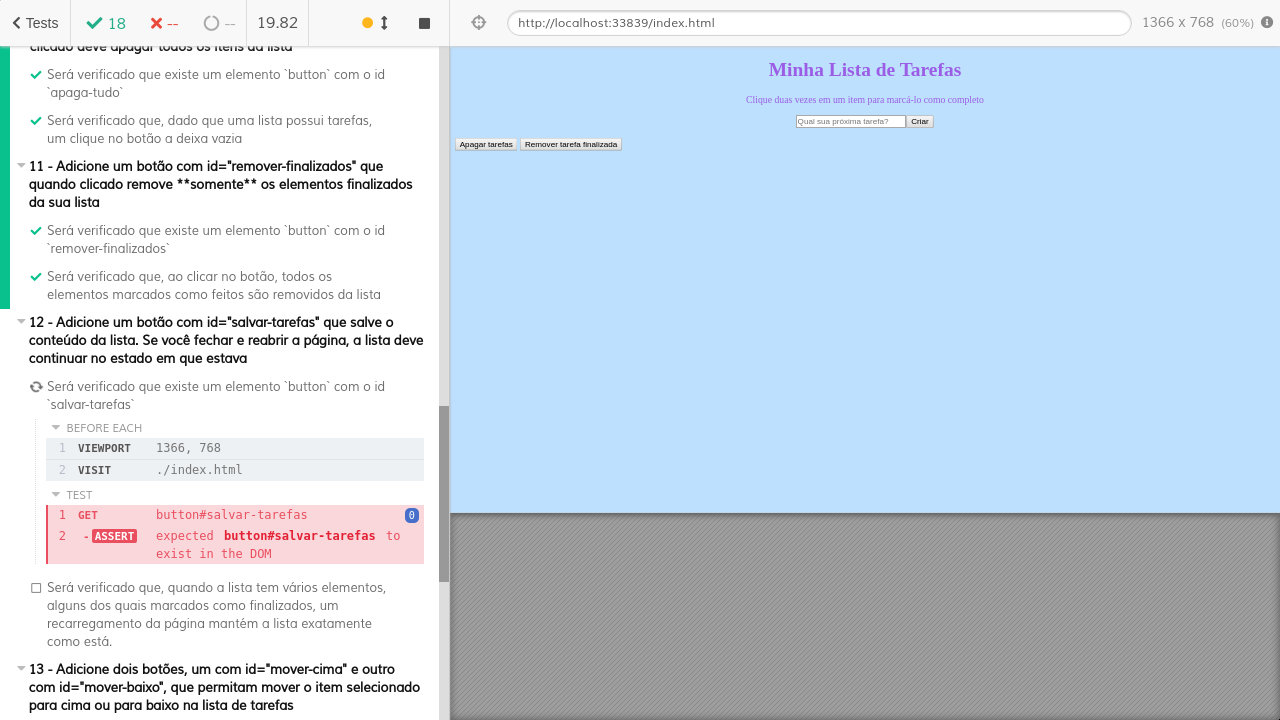 Tests
18
--
--
19.82
http://localhost:33839/index.html
1366 x 768 (60%)
clicado deve apagar todos os itens da lista
Será verificado que existe um elemento `button` com o id
`apaga-tudo`
Será verificado que, dado que uma lista possui tarefas,
um clique no botão a deixa vazia
11 - Adicione um botão com id="remover-finalizados" que
quando clicado remove **somente** os elementos finalizados
da sua lista
Será verificado que existe um elemento `button` com o id
`remover-finalizados`
Será verificado que, ao clicar no botão, todos os
elementos marcados como feitos são removidos da lista
12 - Adicione um botão com id="salvar-tarefas" que salve o
conteúdo da lista. Se você fechar e reabrir a página, a lista deve
continuar no estado em que estava
Será verificado que existe um elemento `button` com o id
`salvar-tarefas`
BEFORE EACH
1 VIEWPORT 1366, 768
2 VISIT ./index.html
TEST
1 GET button#salvar-tarefas 0
2 - ASSERT expected button#salvar-tarefas to
exist in the DOM
Será verificado que, quando a lista tem vários elementos,
alguns dos quais marcados como finalizados, um
recarregamento da página mantém a lista exatamente
como está.
13 - Adicione dois botões, um com id="mover-cima" e outro
com id="mover-baixo", que permitam mover o item selecionado
para cima ou para baixo na lista de tarefas
Minha Lista de Tarefas
Clique duas vezes em um item para marcá-lo como completo
Qual sua próxima tarefa? Criar
Apagar tarefas Remover tarefa finalizada